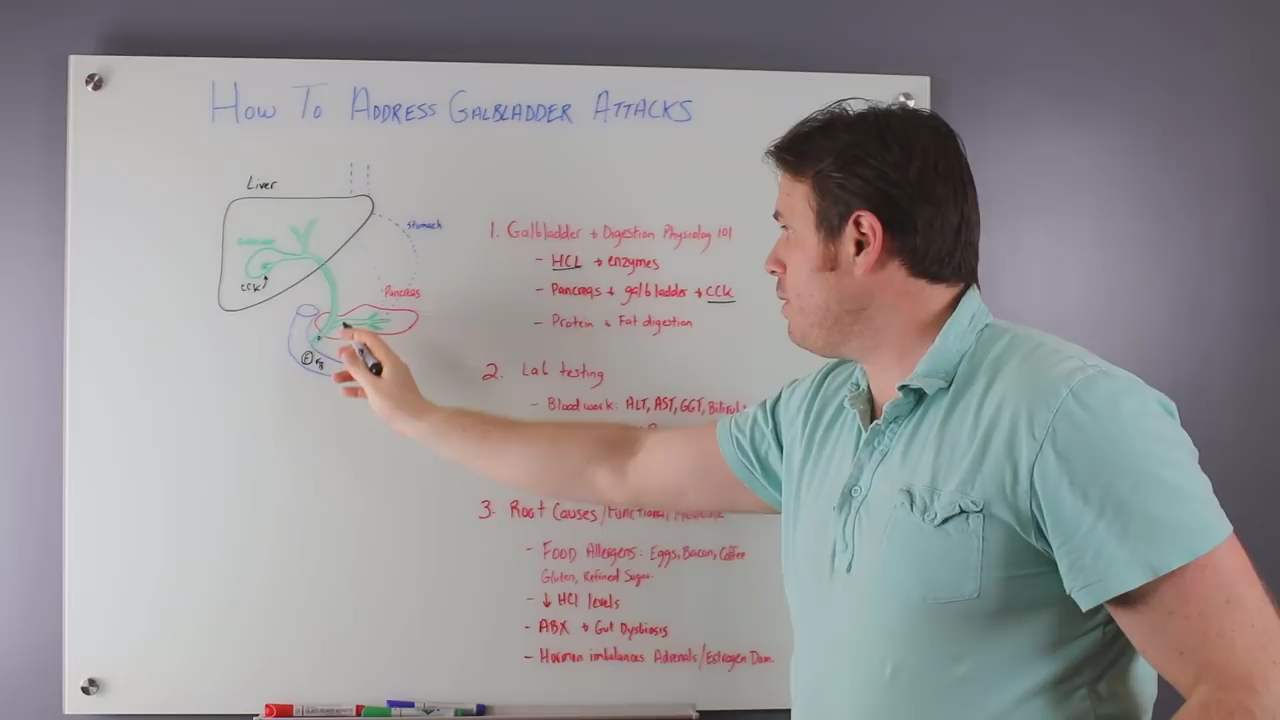 How To Address Galbladder Attacks
Liver
Stomach
CCK
Pancreas
1. Galbladder + Digestion Physiolog 101
- HCL → enzymes
- Pancreas + galbladder → CCK
- Protein & Fat digestion
2. Lab testing
- Blood work: ALT, AST, GGT,
3. Root Causes/Functional
- Food Allergens: Eggs, Bacon, Coffee
Gluten, Refined Sugar
- ↓ HCl levels
- ABX → Gut Dysbiosis
- Hormon imbalances Adrenals/Estrogen Dom.